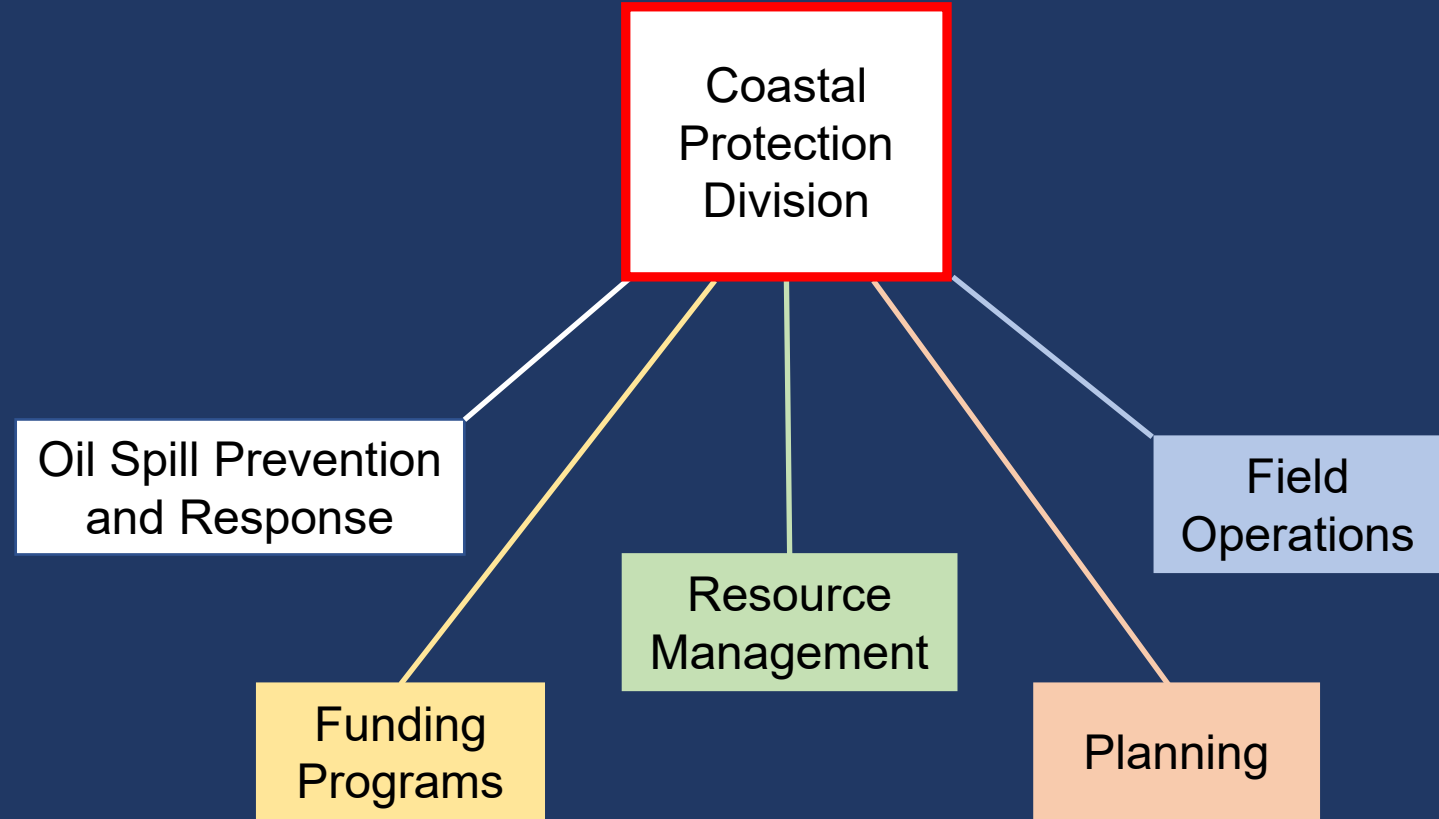 Coastal
Protection
Division
Oil Spill Prevention
and Response
Field
Operations
Resource
Management
Funding
Programs
Planning